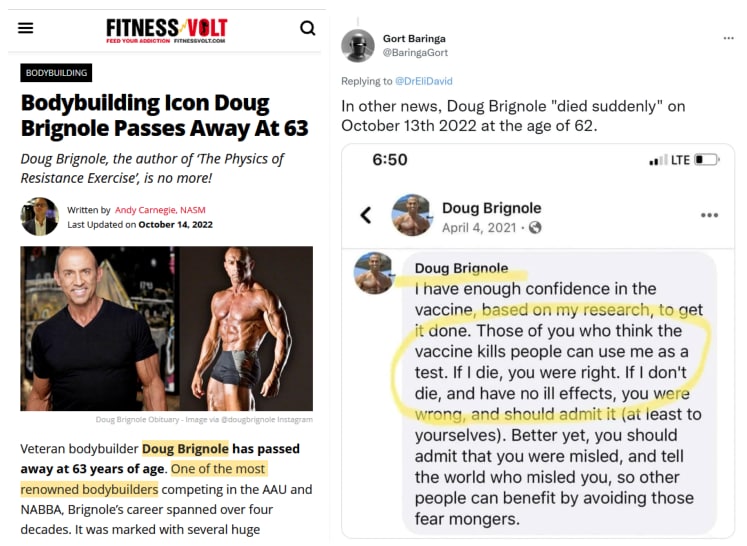 FITNESS VOLT
FEED YOUR ADDICTION FITNESSVOLT.COM
BODYBUILDING
Bodybuilding Icon Doug
Brignole Passes Away At 63
Doug Brignole, the author of 'The Physics of
Resistance Exercise', is no more!
Written by Andy Carnegie, NASM
Last Updated on October 14, 2022
Doug Brignole Obituary - Image via @dougbrignole Instagram
Veteran bodybuilder Doug Brignole has passed
away at 63 years of age. One of the most
renowned bodybuilders competing in the AAU and
NABBA, Brignole's career spanned over four
decades. It was marked with several huge
Gort Baringa
@BaringaGort
Replying to @DrEliDavid
In other news, Doug Brignole "died suddenly" on
October 13th 2022 at the age of 62.
6:50
LTE
Doug Brignole
April 4, 2021 ·
Doug Brignole
I have enough confidence in the
vaccine, based on my research, to get
it done. Those of you who think the
vaccine kills people can use me as a
test. If I die, you were right. If I don't
die, and have no ill effects, you were
wrong, and should admit it (at least to
yourselves). Better yet, you should
admit that you were misled, and tell
the world who misled you, so other
people can benefit by avoiding those
fear mongers.